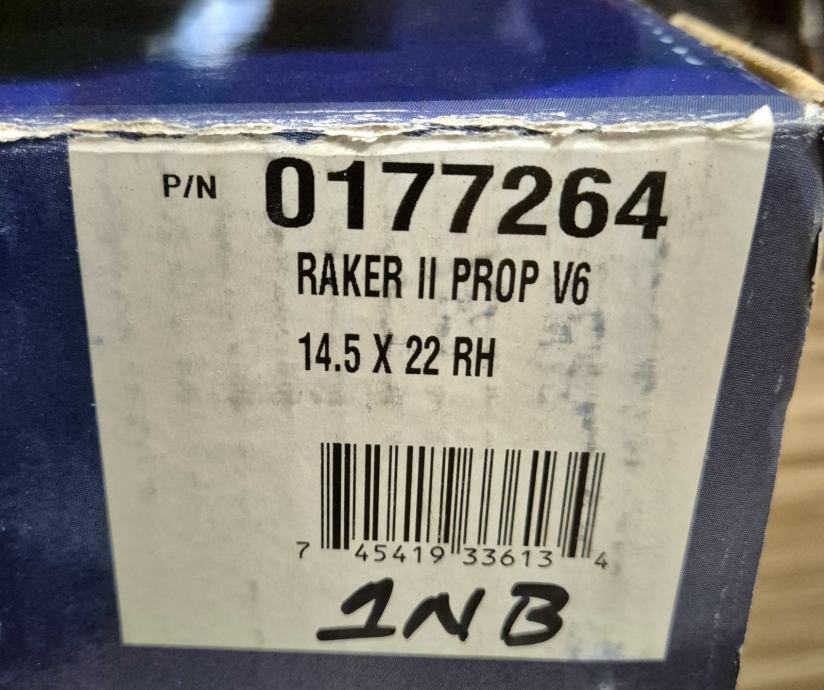 P/N 0177264
RAKER II PROP V6
14.5 X 22 RH
7 45419 33613 4
1NB